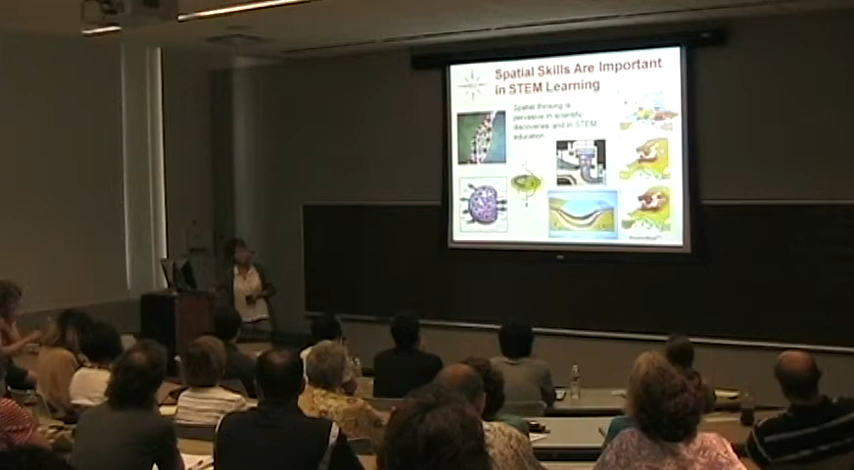 Spatial Skills Are Important
in STEM Learning
Spatial thinking is
pervasive in scientific
discoveries and in STEM
education